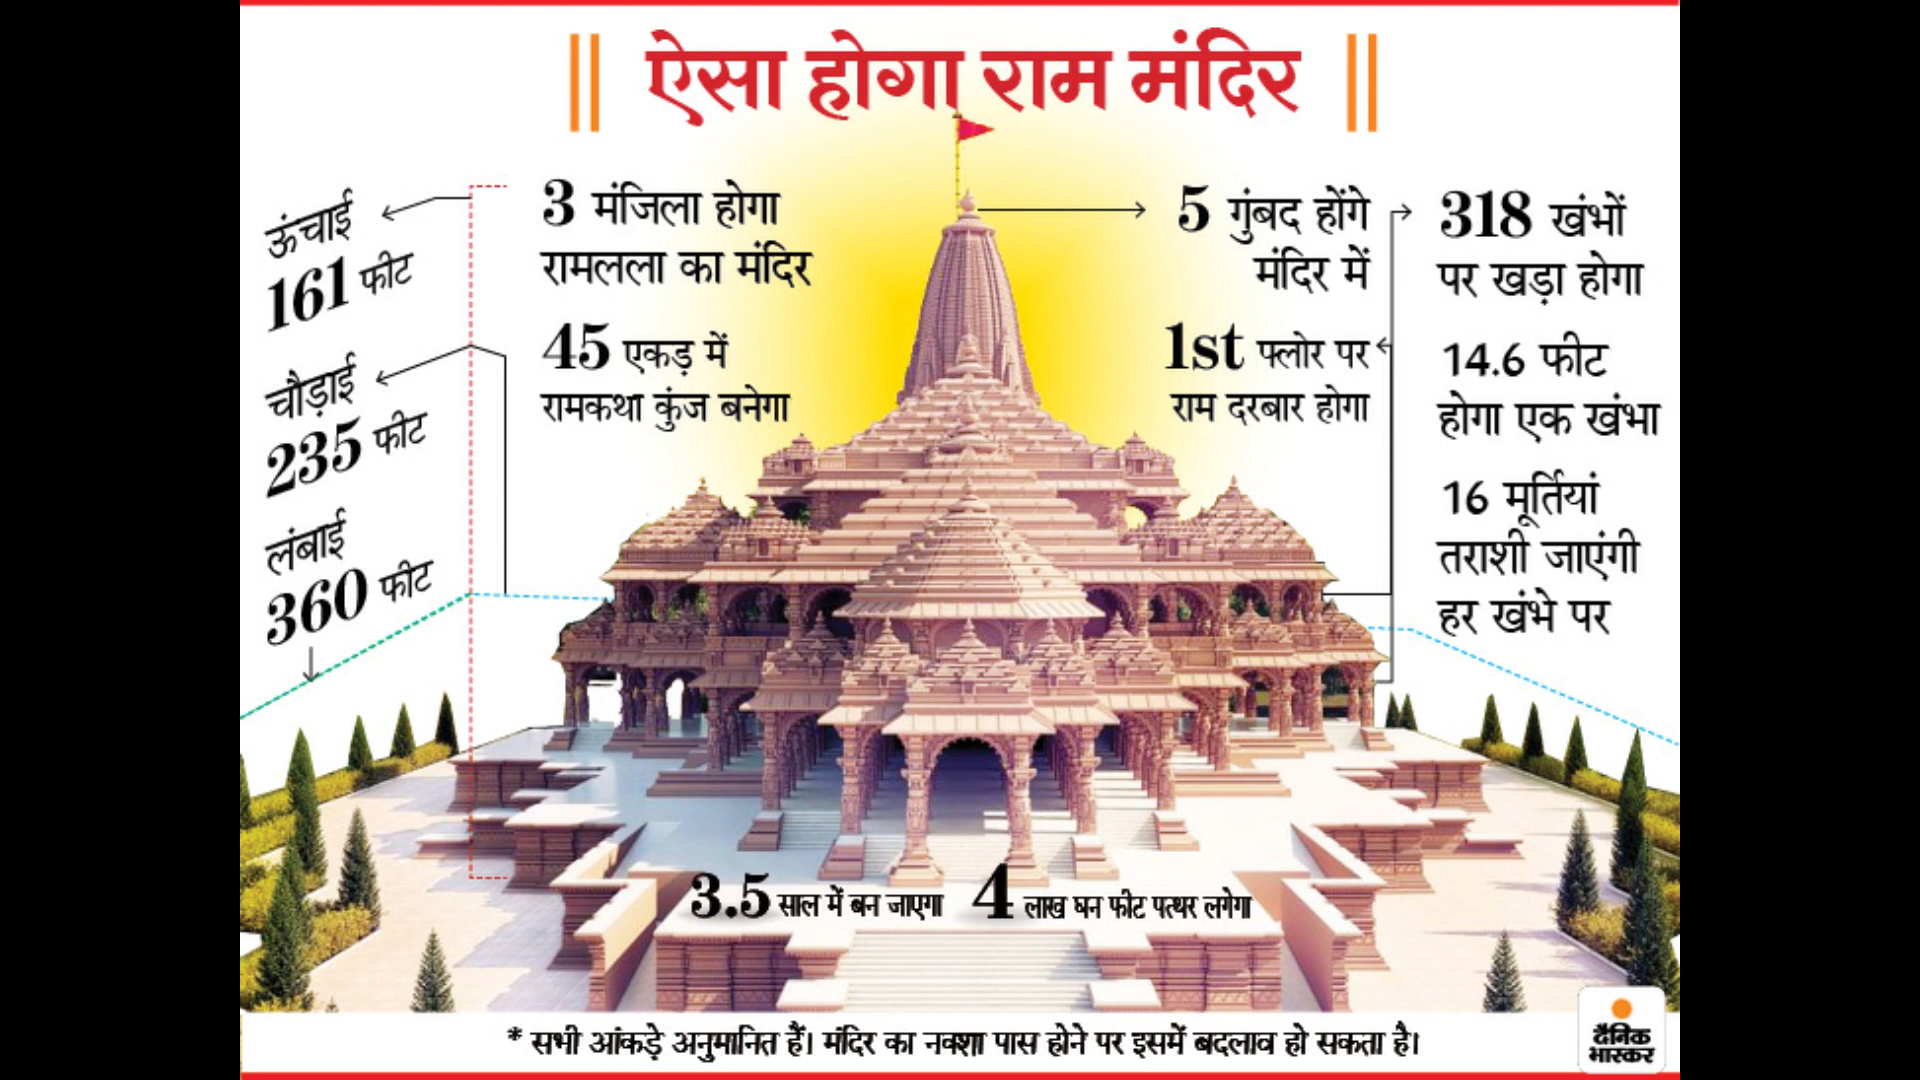 || ऐसा होगा राम मंदिर ||
ऊंचाई
161 फीट
चौड़ाई
235 फीट
लंबाई
360 फीट
3 मंजिला होगा
रामलला का मंदिर
45 एकड़ में
रामकथा कुंज बनेगा
5 गुंबद होंगे
मंदिर में
1st फ्लोर पर
राम दरबार होगा
318 खंभों
पर खड़ा होगा
14.6 फीट
होगा एक खंभा
16 मूर्तियां
तराशी जाएंगी
हर खंभे पर
3.5 साल में बन जाएगा
4 लाख घन फीट पत्थर लगेगा
* सभी आंकड़े अनुमानित हैं। मंदिर का नक्शा पास होने पर इसमें बदलाव हो सकता है।
दैनिक
भास्कर